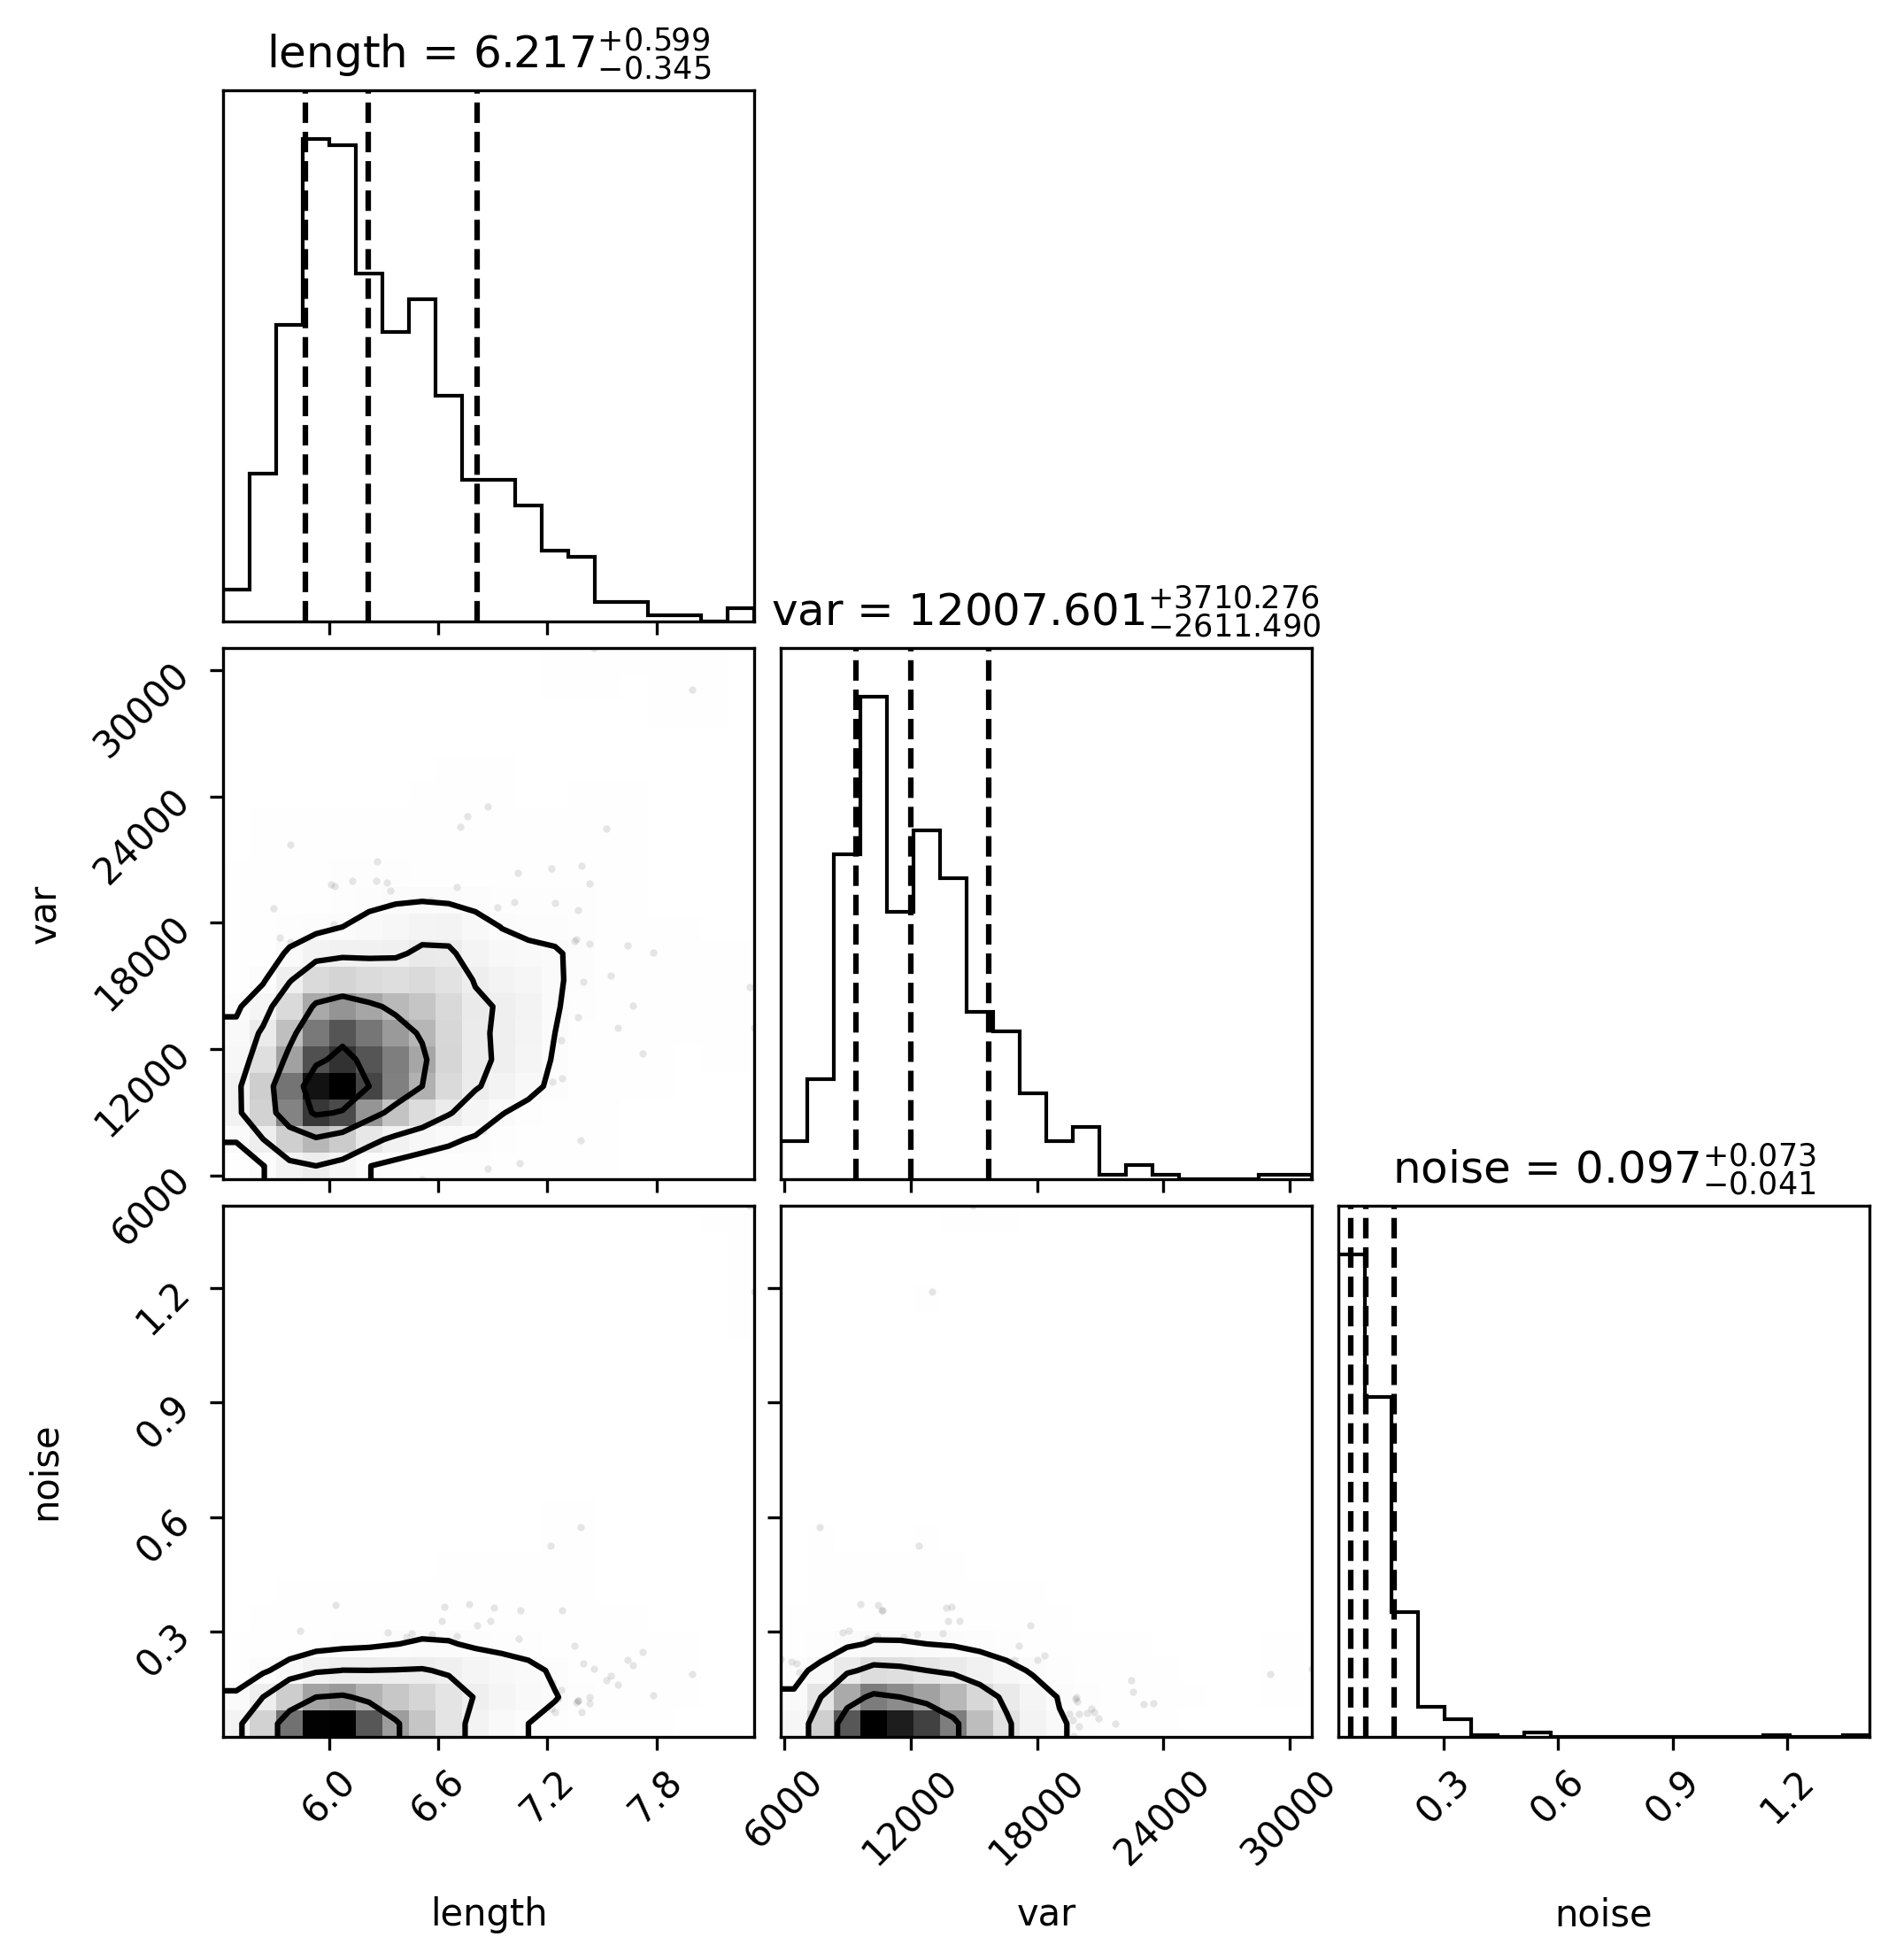 length = 6.217+0.599−0.345
var = 12007.601+3710.276−2611.490
30000
24000
18000
12000
6000
var
noise = 0.097+0.073−0.041
1.2
0.9
0.6
0.3
noise
6.0 6.6 7.2 7.8
6000 12000 18000 24000 30000
0.3 0.6 0.9 1.2
length var noise